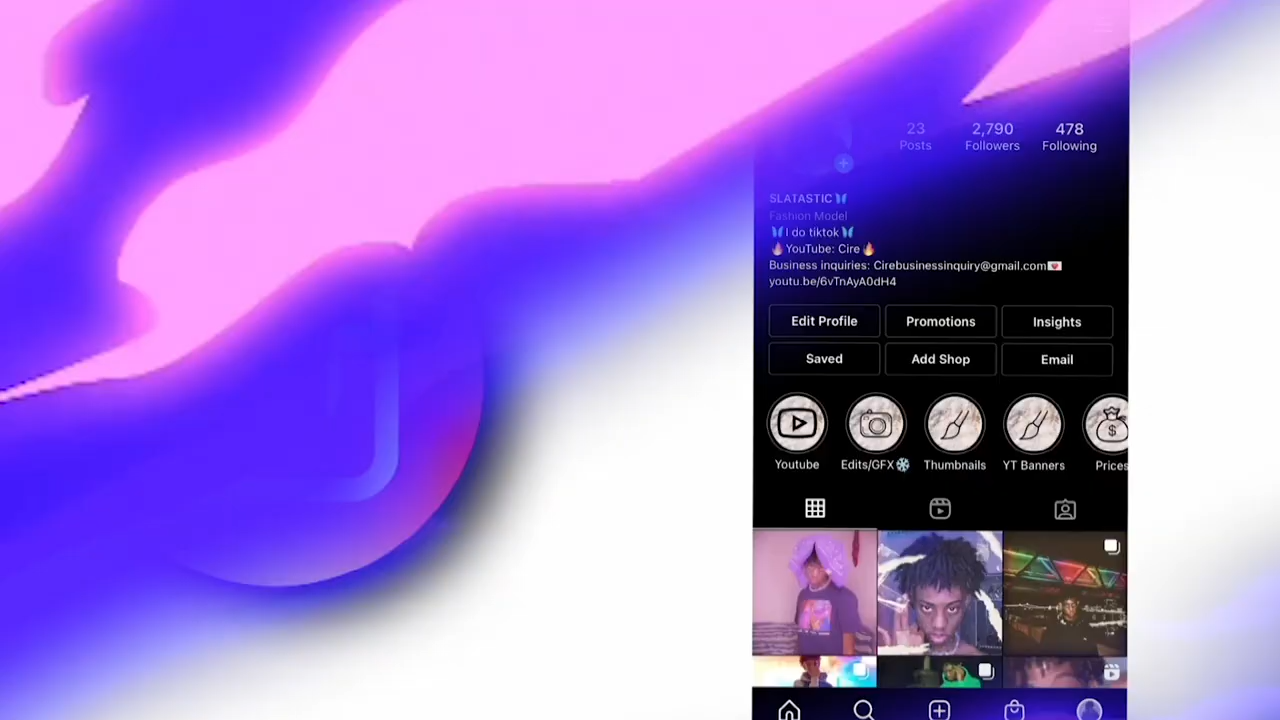 23 2,790 478
Posts Followers Following
SLATASTIC🦋
Fashion Model
🦋I do tiktok🦋
🔥YouTube: Cire🔥
Business inquiries: Cirebusinessinquiry@gmail.com💌
youtu.be/6vTnAyA0dH4
Edit Profile Promotions Insights
Saved Add Shop Email
Youtube Edits/GFX❄️ Thumbnails YT Banners Prices